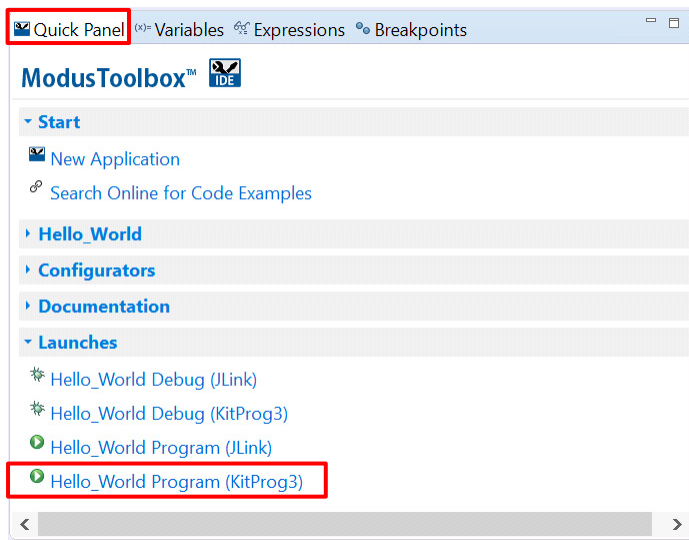 Quick Panel (x)= Variables Expressions Breakpoints
ModusToolbox™ IDE
Start
New Application
Search Online for Code Examples
Hello_World
Configurators
Documentation
Launches
Hello_World Debug (JLink)
Hello_World Debug (KitProg3)
Hello_World Program (JLink)
Hello_World Program (KitProg3)